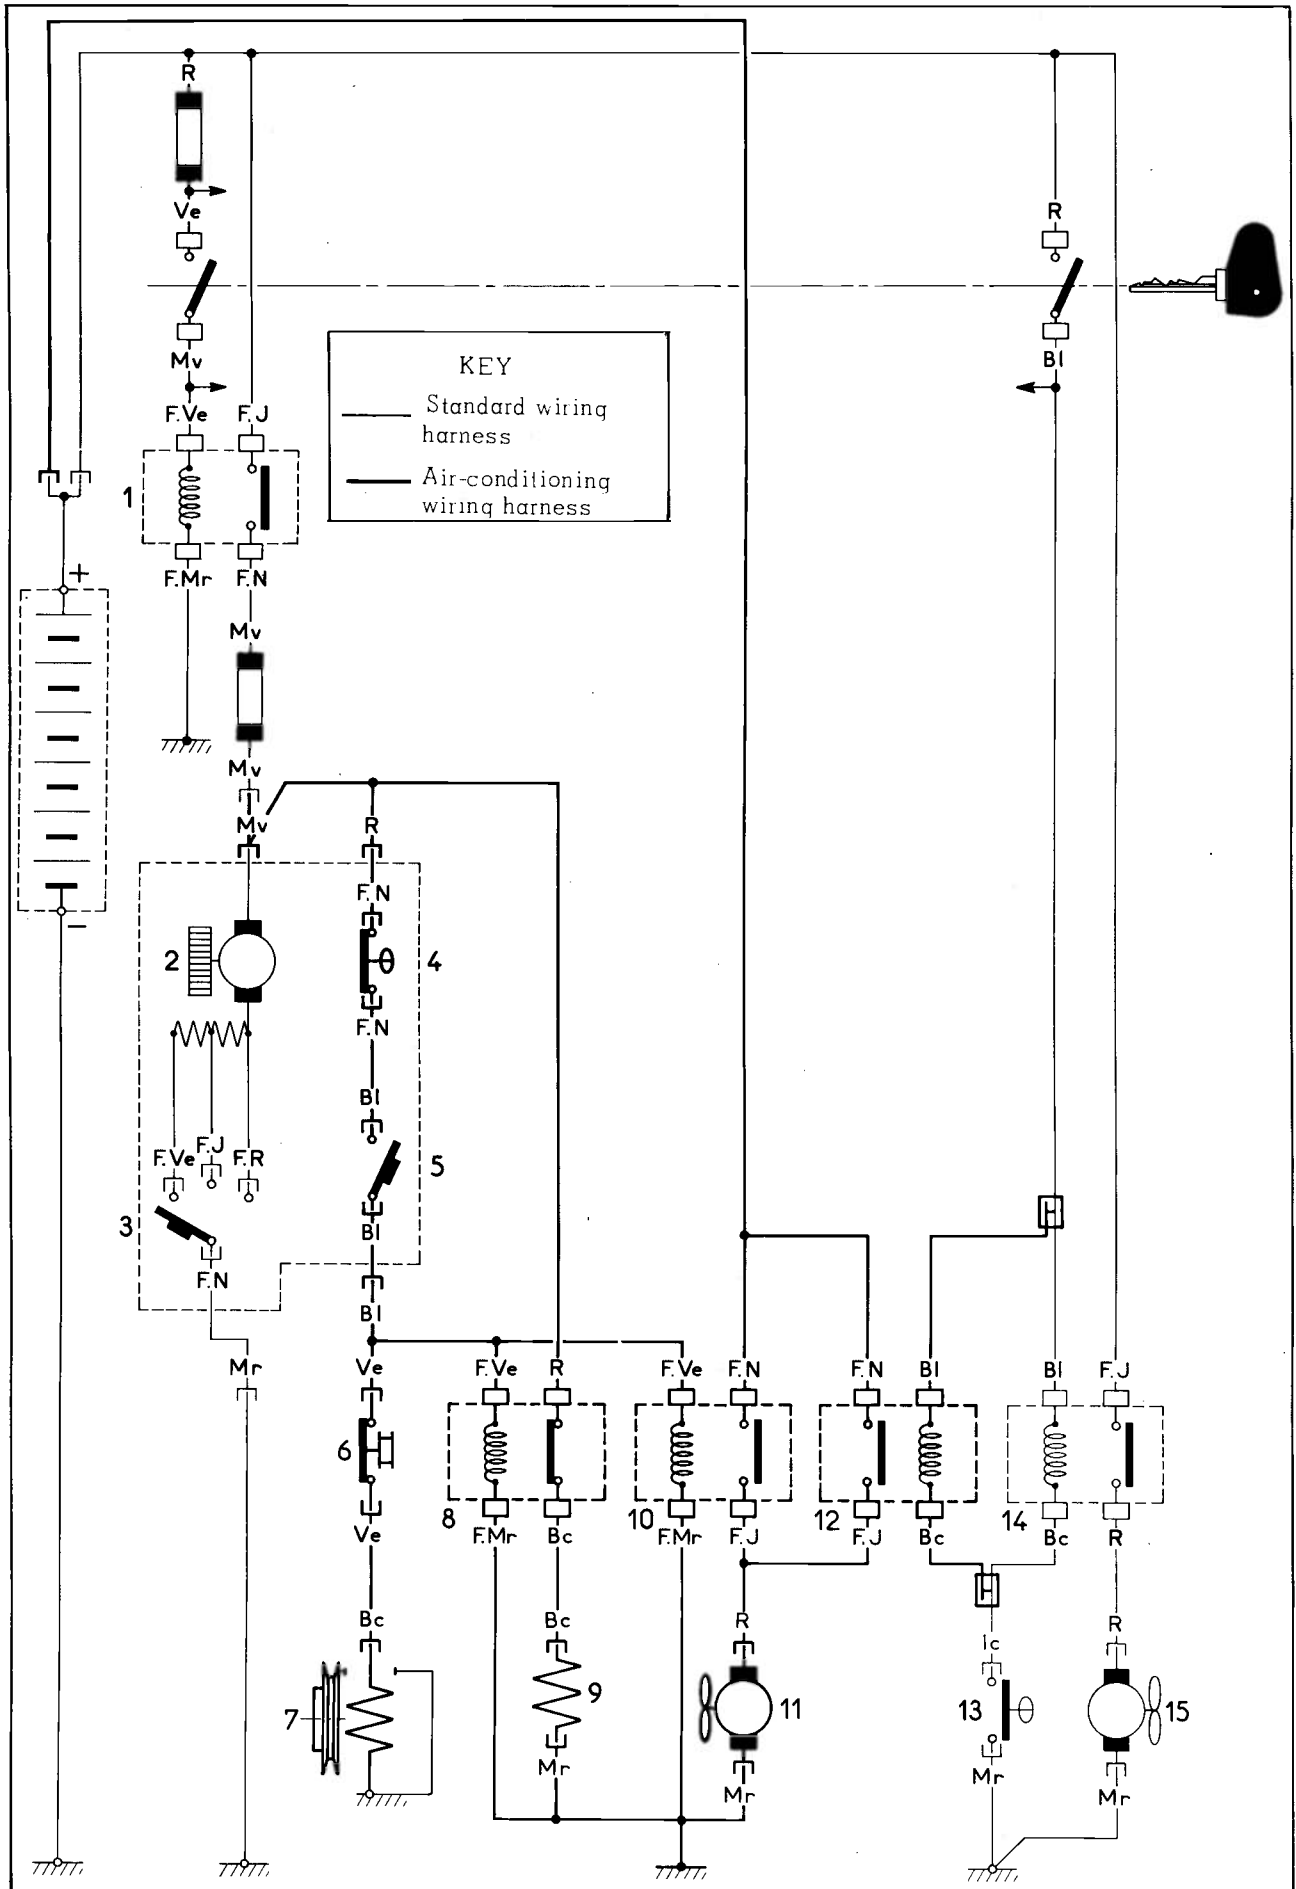 R
Ve
R
Mv
Bl
KEY
Standard wiring
harness
Air-conditioning
wiring harness
F.Ve F.J
1
+
F.Mr F.N
Mv
Mv
Mv R
F.N
−
2 4
F.N
Bl
F.Ve F.J F.R
5
3
Bl
F.N
Bl
Mr Ve F.Ve R F.Ve F.N F.N Bl Bl F.J
6
8 10 12 14
Ve F.Mr Bc F.Mr F.J F.J Bc Bc R
Bc Bc R R
Ic
7 9 11 13 15
Mr Mr Mr Mr